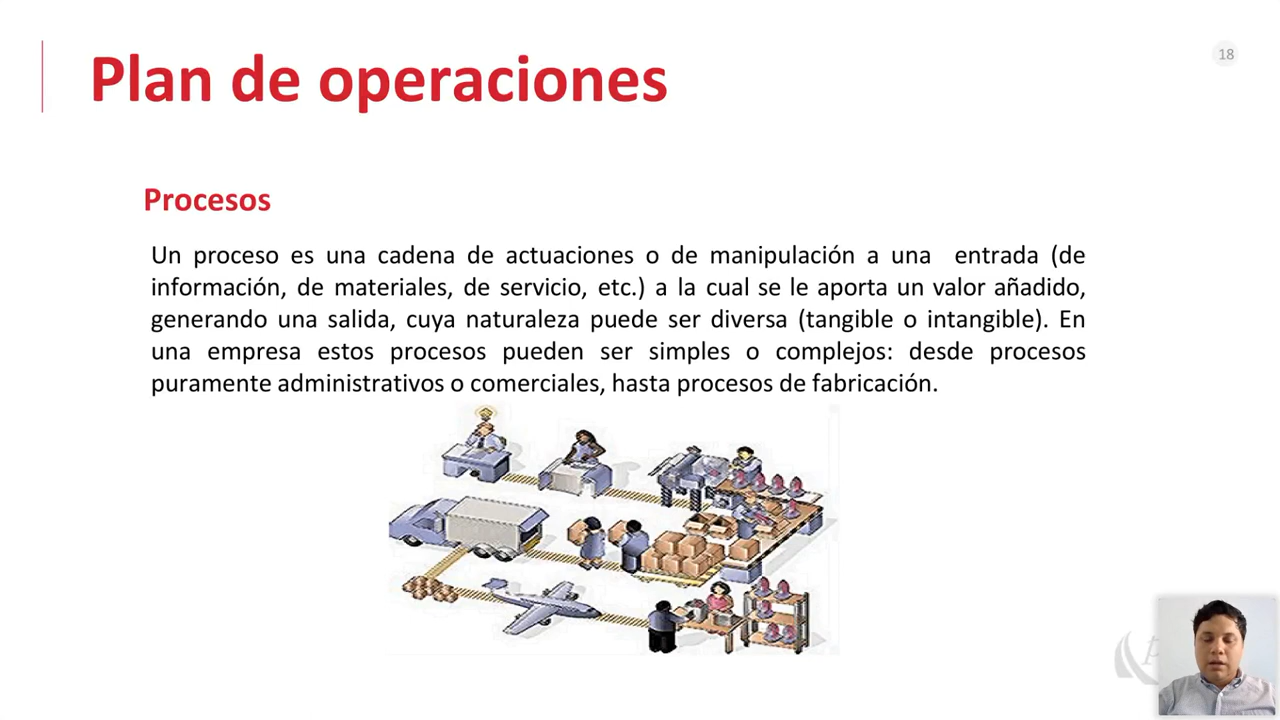 Plan de operaciones
18
Procesos
Un proceso es una cadena de actuaciones o de manipulación a una entrada (de
información, de materiales, de servicio, etc.) a la cual se le aporta un valor añadido,
generando una salida, cuya naturaleza puede ser diversa (tangible o intangible). En
una empresa estos procesos pueden ser simples o complejos: desde procesos
puramente administrativos o comerciales, hasta procesos de fabricación.